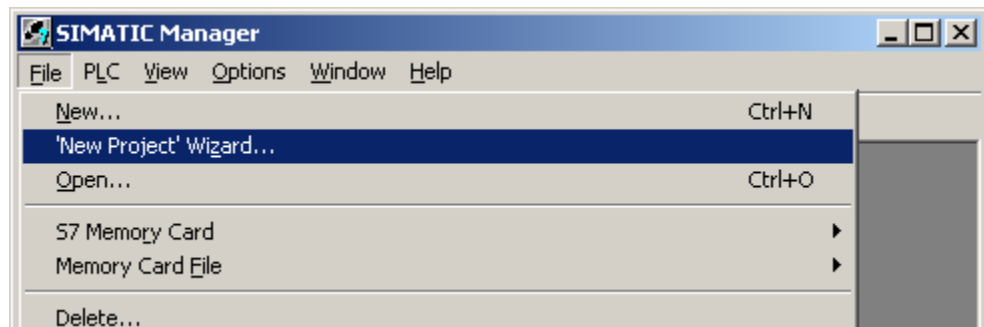 SIMATIC Manager
File PLC View Options Window Help
New... Ctrl+N
'New Project' Wizard...
Open... Ctrl+O
S7 Memory Card
Memory Card File
Delete...